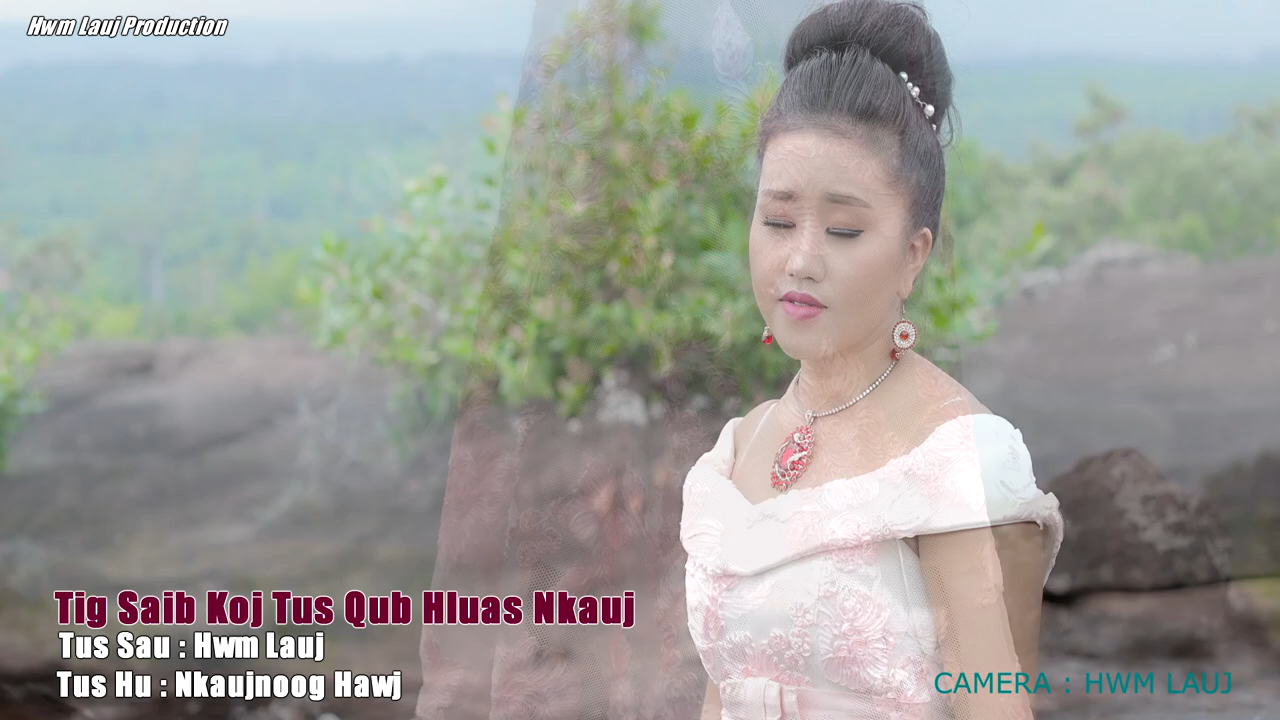 Hwm Lauj Production
Tig Saib Koj Tus Qub Hluas Nkauj
Tus Sau : Hwm Lauj
Tus Hu : Nkaujnoog Hawj
CAMERA : HWM LAUJ